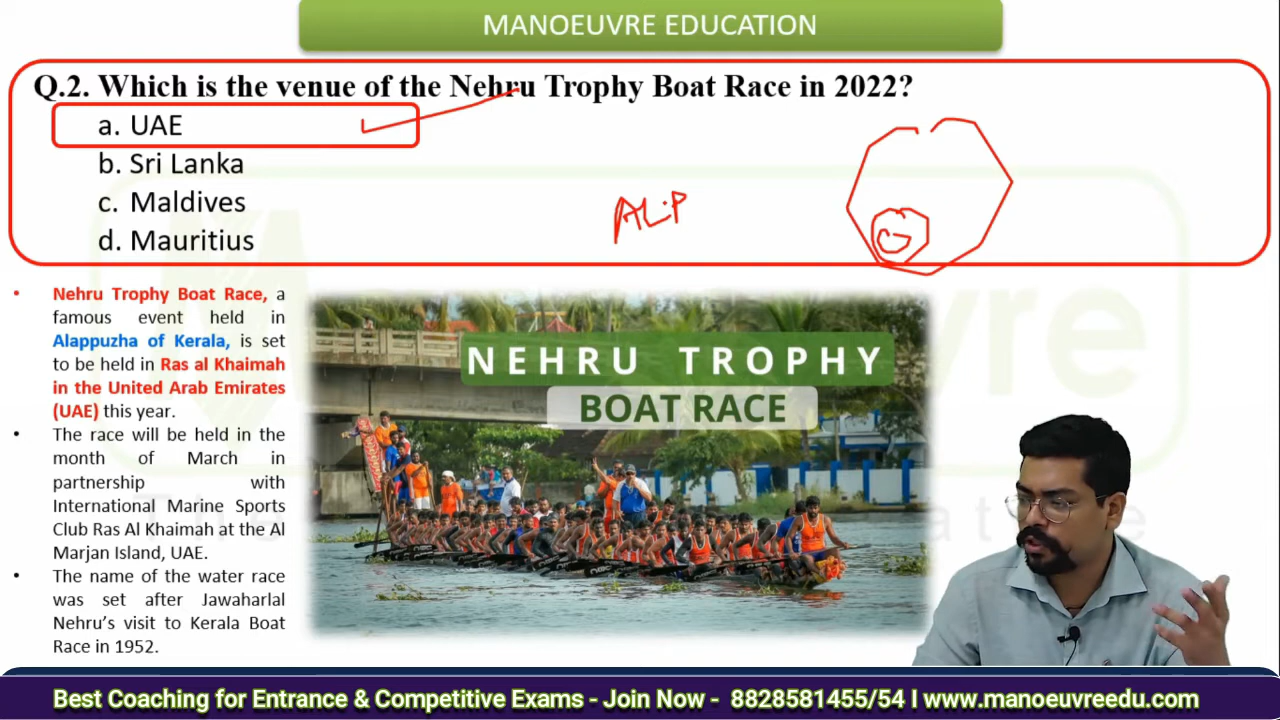 MANOEUVRE EDUCATION
Q.2. Which is the venue of the Nehru Trophy Boat Race in 2022?
a. UAE
b. Sri Lanka
c. Maldives
d. Mauritius
ALP
G
• Nehru Trophy Boat Race, a
famous event held in
Alappuzha of Kerala, is set
to be held in Ras al Khaimah
in the United Arab Emirates
(UAE) this year.
• The race will be held in the
month of March in
partnership with
International Marine Sports
Club Ras Al Khaimah at the Al
Marjan Island, UAE.
• The name of the water race
was set after Jawaharlal
Nehru's visit to Kerala Boat
Race in 1952.
NEHRU TROPHY
BOAT RACE
Best Coaching for Entrance & Competitive Exams - Join Now - 8828581455/54 I www.manoeuvreedu.com